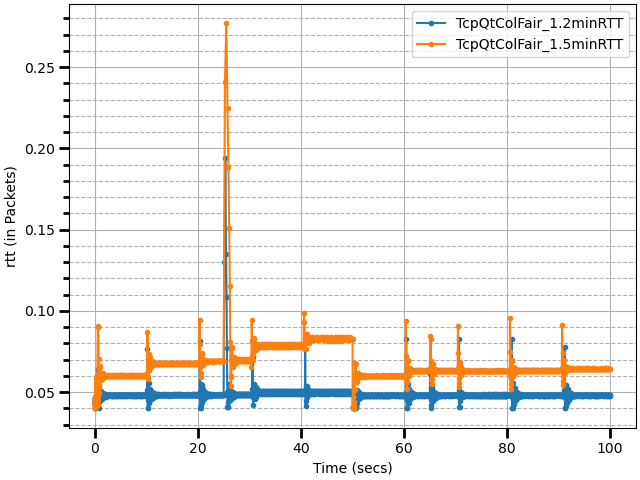 TcpQtColFair_1.2minRTT
TcpQtColFair_1.5minRTT
0.25
0.20
0.15
0.10
0.05
rtt (in Packets)
0 20 40 60 80 100
Time (secs)